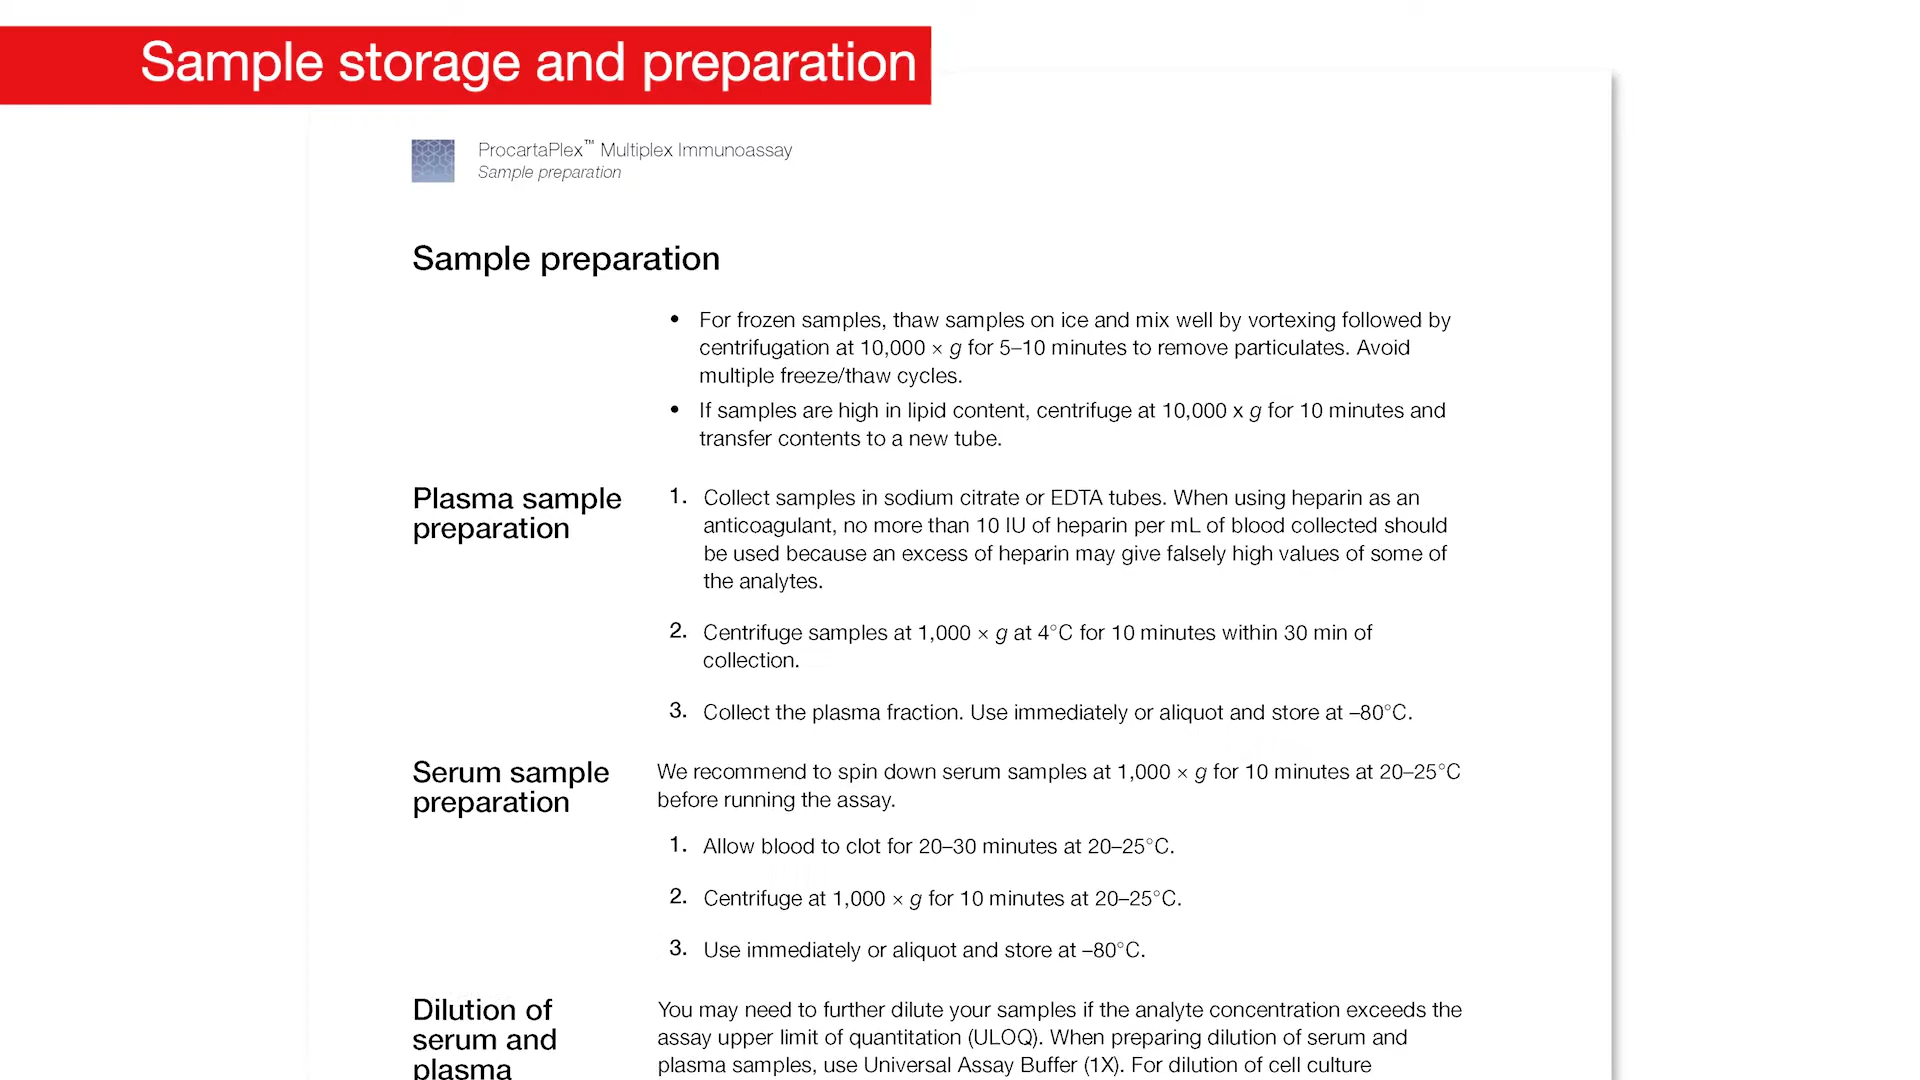 Sample storage and preparation
ProcartaPlex™ Multiplex Immunoassay
Sample preparation
Sample preparation
• For frozen samples, thaw samples on ice and mix well by vortexing followed by
centrifugation at 10,000 × g for 5–10 minutes to remove particulates. Avoid
multiple freeze/thaw cycles.
• If samples are high in lipid content, centrifuge at 10,000 x g for 10 minutes and
transfer contents to a new tube.
Plasma sample
preparation
1. Collect samples in sodium citrate or EDTA tubes. When using heparin as an
anticoagulant, no more than 10 IU of heparin per mL of blood collected should
be used because an excess of heparin may give falsely high values of some of
the analytes.
2. Centrifuge samples at 1,000 × g at 4°C for 10 minutes within 30 min of
collection.
3. Collect the plasma fraction. Use immediately or aliquot and store at –80°C.
Serum sample
preparation
We recommend to spin down serum samples at 1,000 × g for 10 minutes at 20–25°C
before running the assay.
1. Allow blood to clot for 20–30 minutes at 20–25°C.
2. Centrifuge at 1,000 × g for 10 minutes at 20–25°C.
3. Use immediately or aliquot and store at –80°C.
Dilution of
serum and
plasma
You may need to further dilute your samples if the analyte concentration exceeds the
assay upper limit of quantitation (ULOQ). When preparing dilution of serum and
plasma samples, use Universal Assay Buffer (1X). For dilution of cell culture